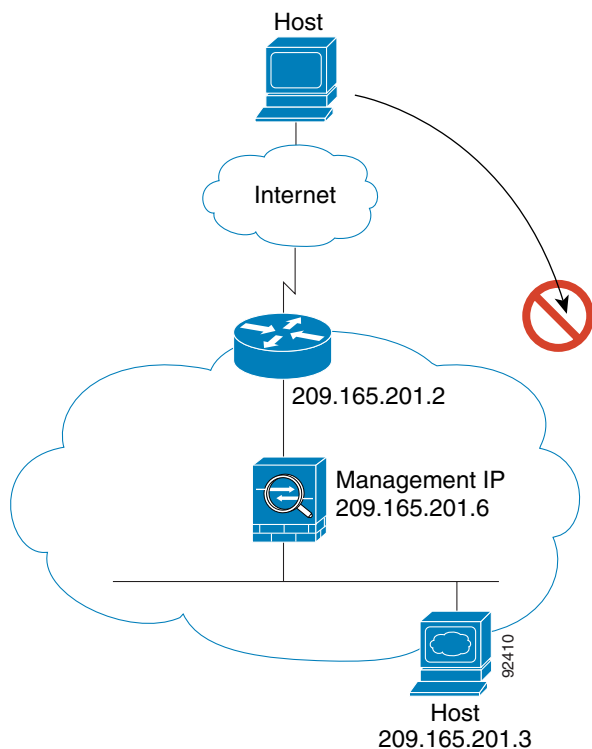 Host
Internet
209.165.201.2
Management IP
209.165.201.6
92410
Host
209.165.201.3